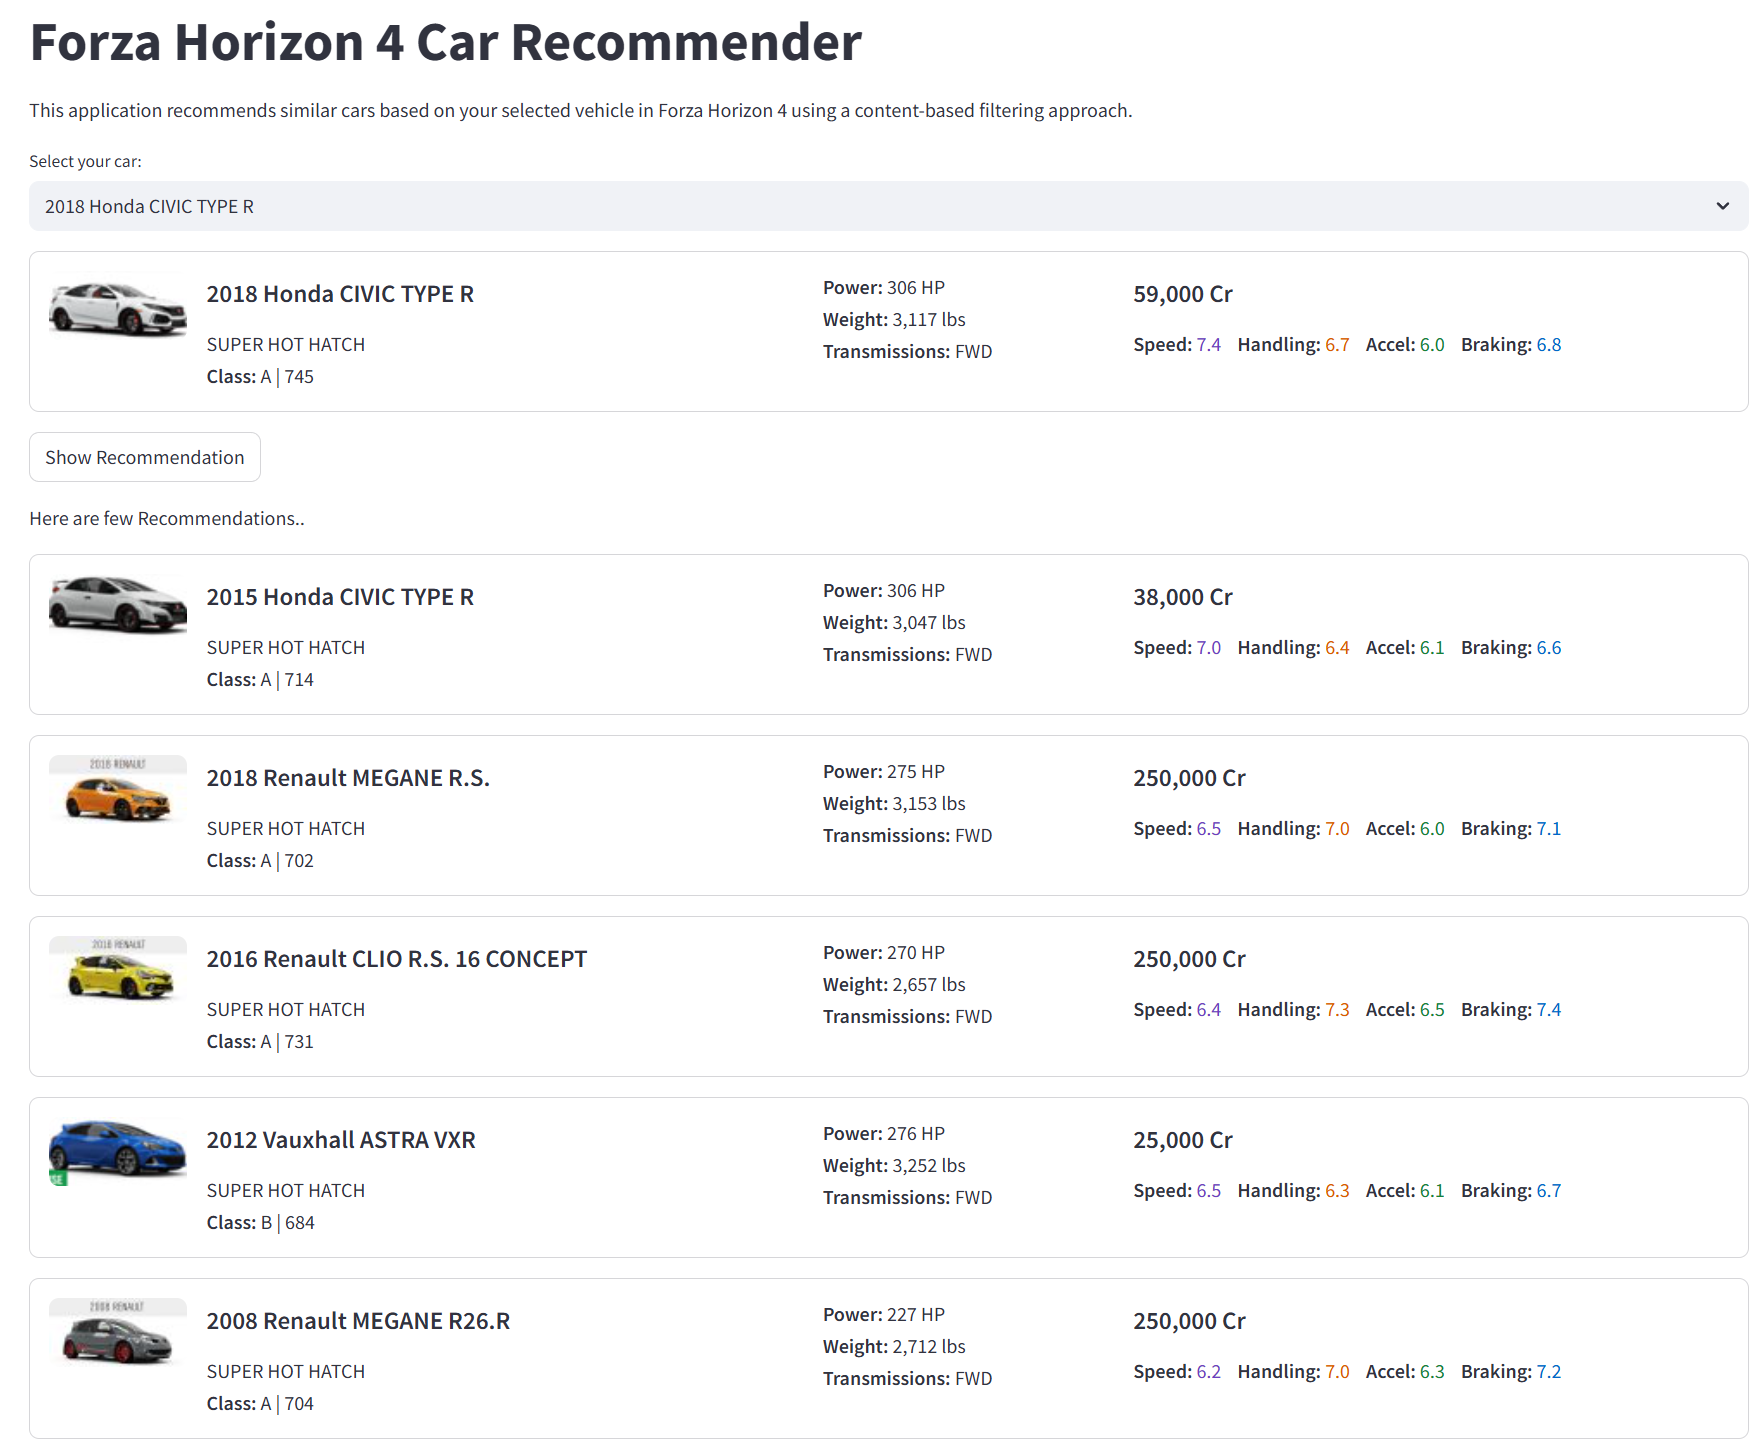 Forza Horizon 4 Car Recommender
This application recommends similar cars based on your selected vehicle in Forza Horizon 4 using a content-based filtering approach.
Select your car:
2018 Honda CIVIC TYPE R
2018 Honda CIVIC TYPE R
SUPER HOT HATCH
Class: A | 745
Power: 306 HP
Weight: 3,117 lbs
Transmissions: FWD
59,000 Cr
Speed: 7.4 Handling: 6.7 Accel: 6.0 Braking: 6.8
Show Recommendation
Here are few Recommendations..
2015 Honda CIVIC TYPE R
SUPER HOT HATCH
Class: A | 714
Power: 306 HP
Weight: 3,047 lbs
Transmissions: FWD
38,000 Cr
Speed: 7.0 Handling: 6.4 Accel: 6.1 Braking: 6.6
2018 RENAULT
2018 Renault MEGANE R.S.
SUPER HOT HATCH
Class: A | 702
Power: 275 HP
Weight: 3,153 lbs
Transmissions: FWD
250,000 Cr
Speed: 6.5 Handling: 7.0 Accel: 6.0 Braking: 7.1
2016 RENAULT
2016 Renault CLIO R.S. 16 CONCEPT
SUPER HOT HATCH
Class: A | 731
Power: 270 HP
Weight: 2,657 lbs
Transmissions: FWD
250,000 Cr
Speed: 6.4 Handling: 7.3 Accel: 6.5 Braking: 7.4
2012 Vauxhall ASTRA VXR
SUPER HOT HATCH
Class: B | 684
Power: 276 HP
Weight: 3,252 lbs
Transmissions: FWD
25,000 Cr
Speed: 6.5 Handling: 6.3 Accel: 6.1 Braking: 6.7
2008 RENAULT
2008 Renault MEGANE R26.R
SUPER HOT HATCH
Class: A | 704
Power: 227 HP
Weight: 2,712 lbs
Transmissions: FWD
250,000 Cr
Speed: 6.2 Handling: 7.0 Accel: 6.3 Braking: 7.2